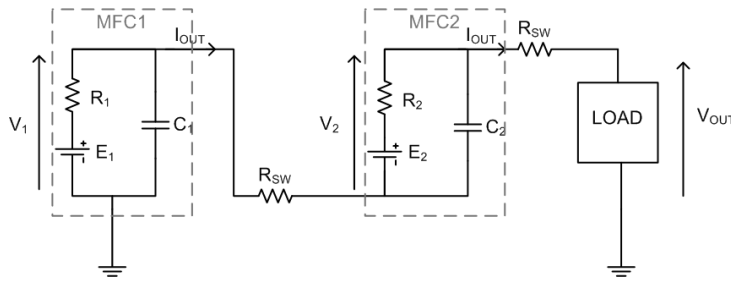 MFC1
MFC2
I_OUT
I_OUT
R_SW
R_1
R_2
V_1
C_1
V_2
C_2
LOAD
V_OUT
E_1
E_2
R_SW